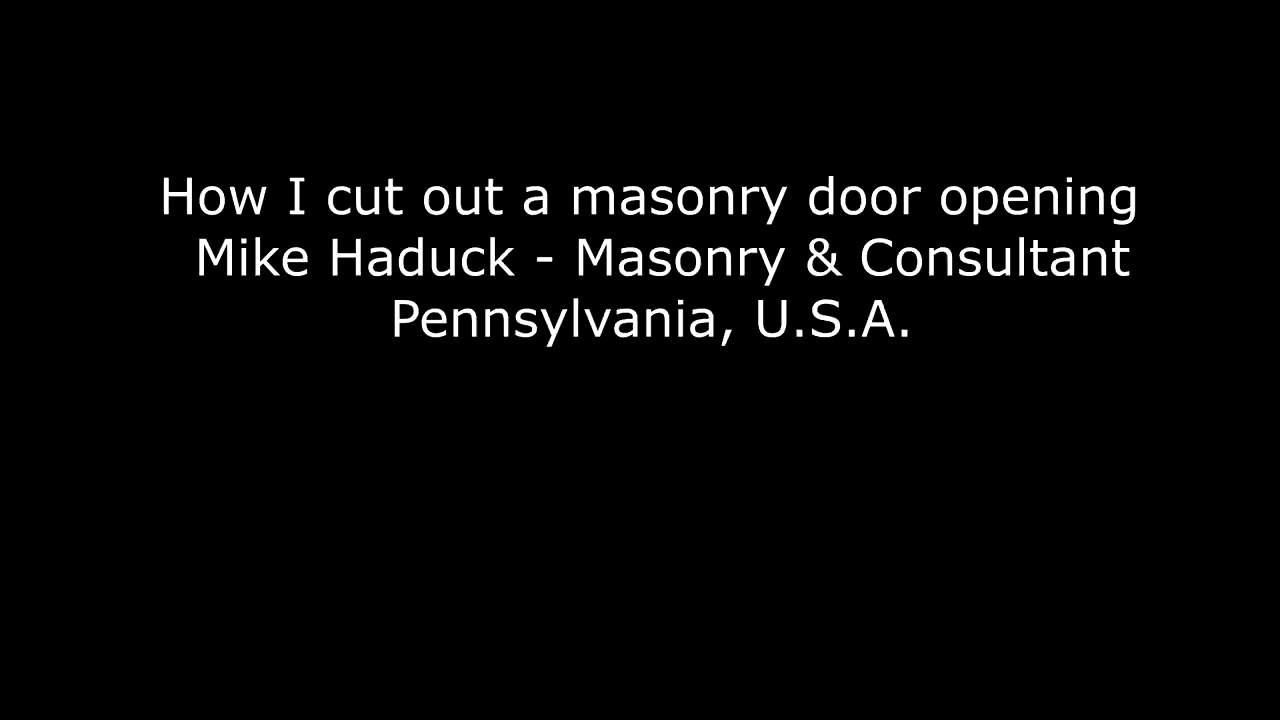 How I cut out a masonry door opening
Mike Haduck - Masonry & Consultant
Pennsylvania, U.S.A.